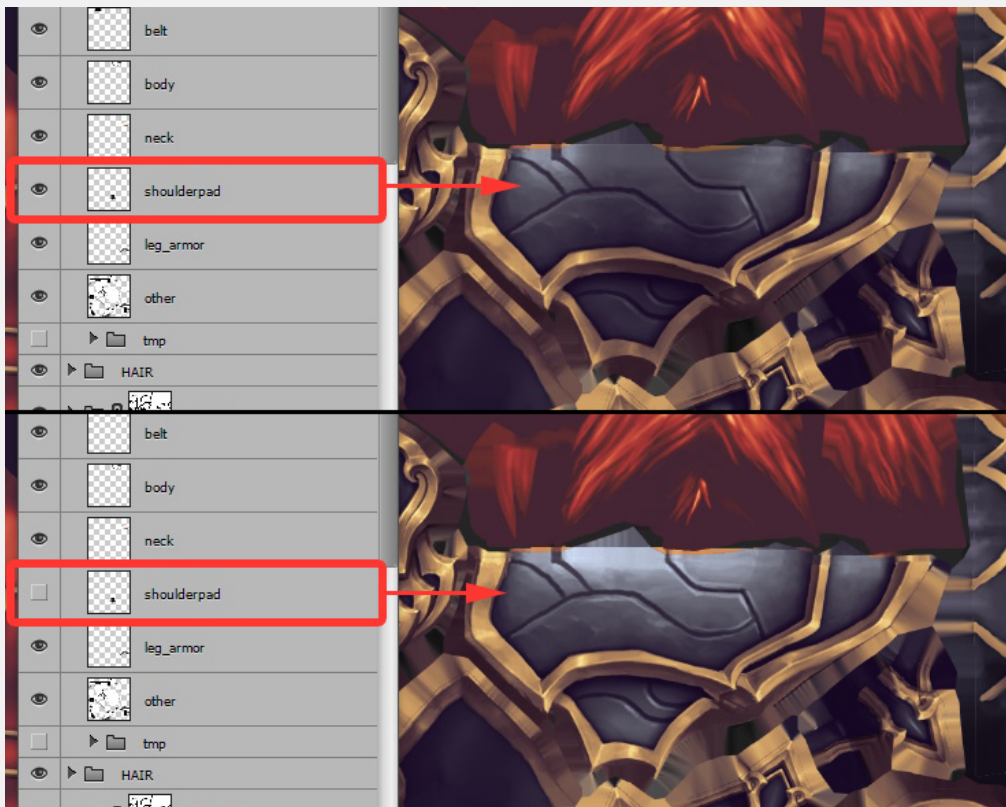 belt
body
neck
shoulderpad
leg_armor
other
tmp
HAIR
belt
body
neck
shoulderpad
leg_armor
other
tmp
HAIR